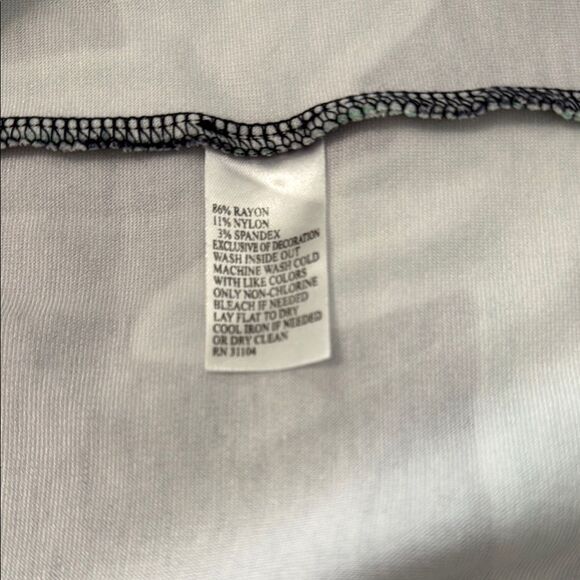 86% RAYON
11% NYLON
3% SPANDEX
EXCLUSIVE OF DECORATION
WASH INSIDE OUT
MACHINE WASH COLD
WITH LIKE COLORS
ONLY NON-CHLORINE
BLEACH IF NEEDED
LAY FLAT TO DRY
COOL IRON IF NEEDED
OR DRY CLEAN
RN 31104